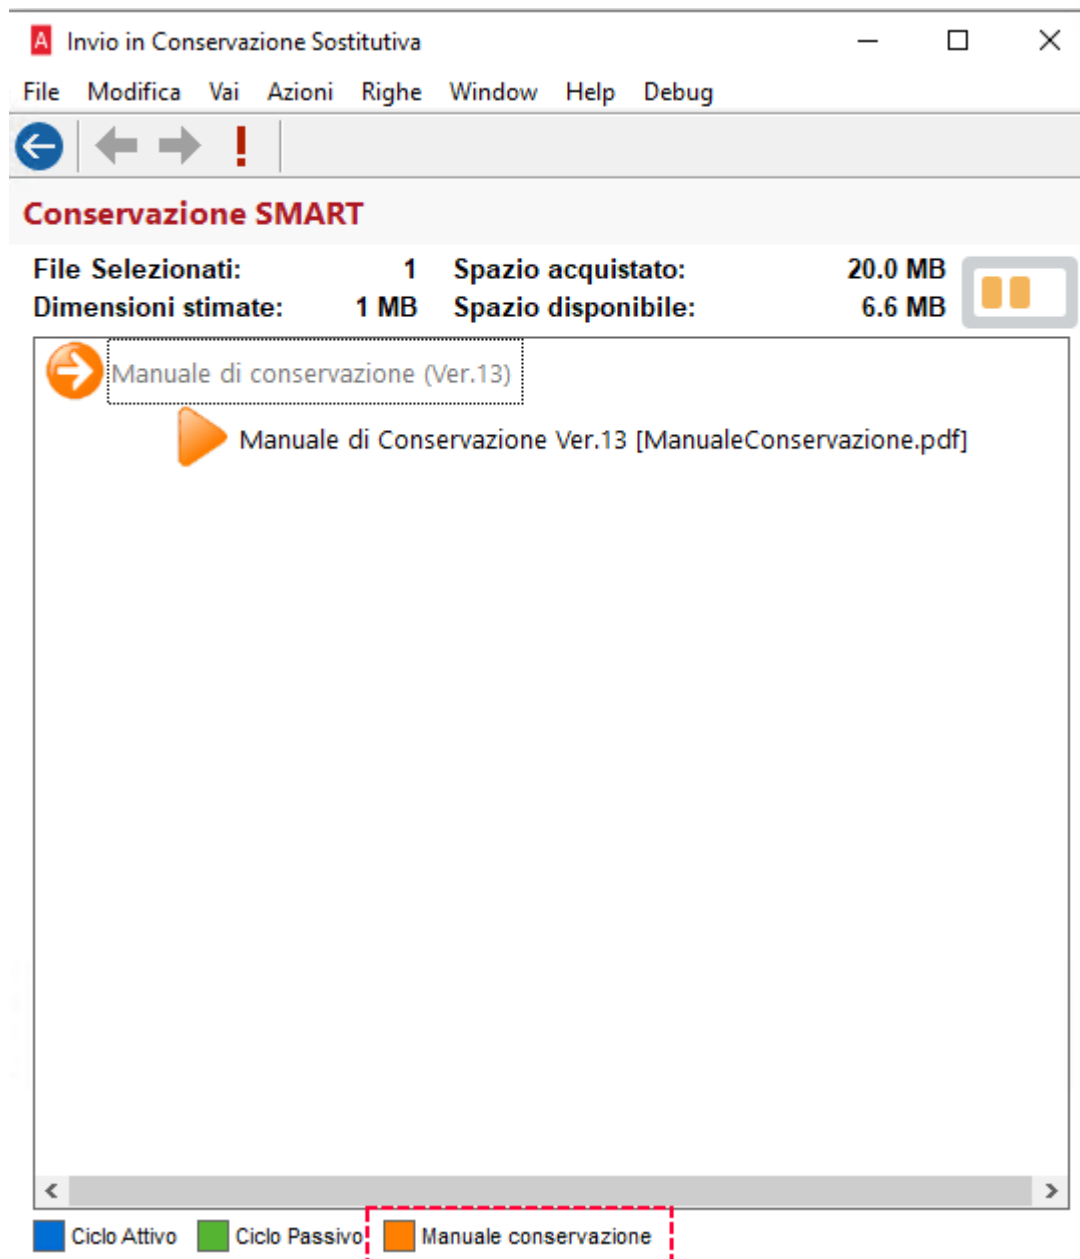 A Invio in Conservazione Sostitutiva
File Modifica Vai Azioni Righe Window Help Debug
Conservazione SMART
File Selezionati: 1 Spazio acquistato: 20.0 MB
Dimensioni stimate: 1 MB Spazio disponibile: 6.6 MB
Manuale di conservazione (Ver.13)
Manuale di Conservazione Ver.13 [ManualeConservazione.pdf]
Ciclo Attivo Ciclo Passivo Manuale conservazione